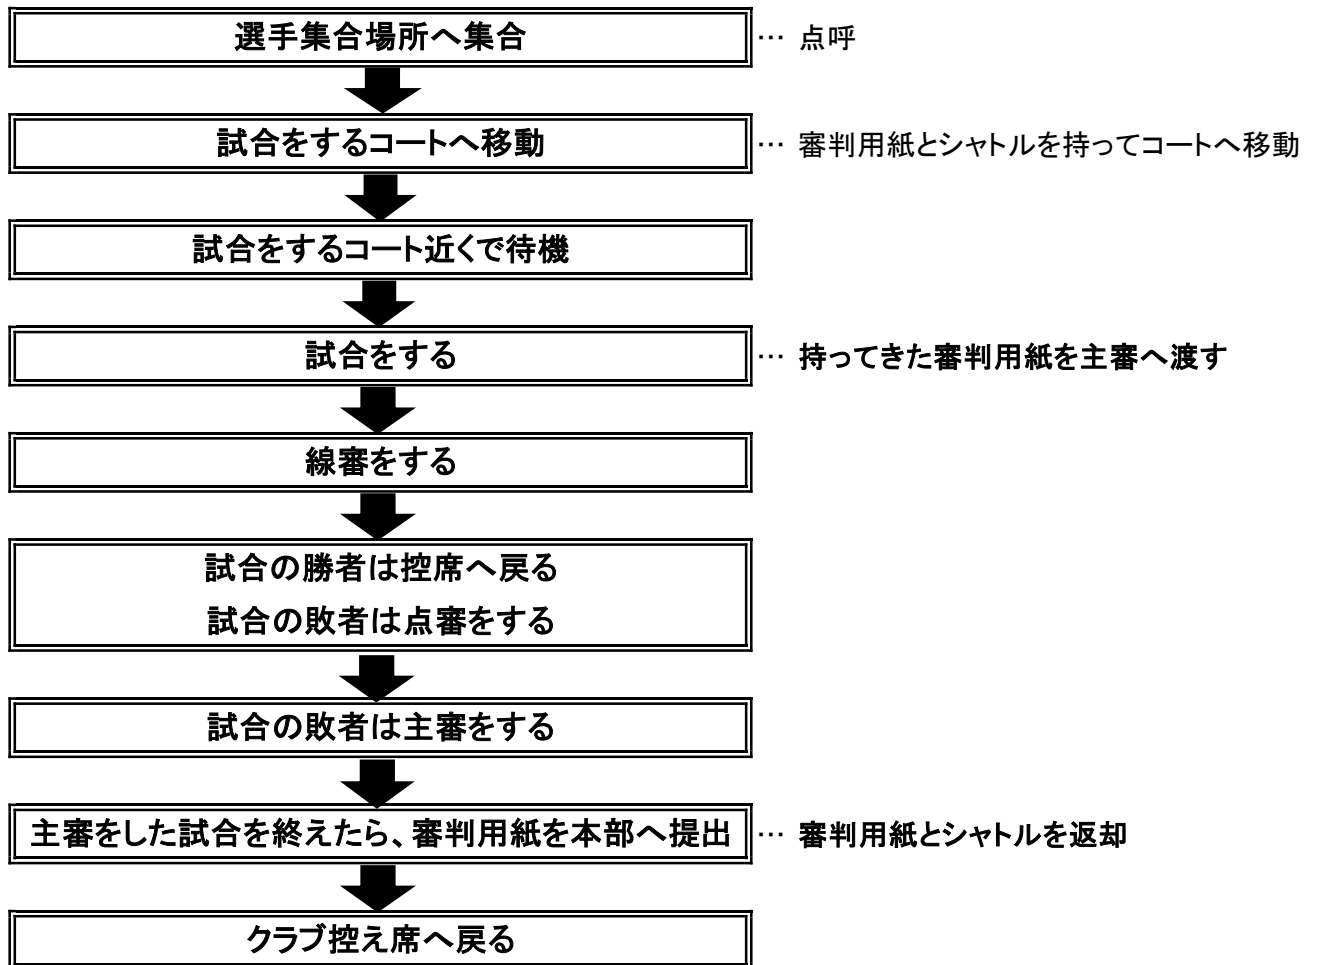 選手集合場所へ集合 … 点呼
試合をするコートへ移動 … 審判用紙とシャトルを持ってコートへ移動
試合をするコート近くで待機
試合をする … 持ってきた審判用紙を主審へ渡す
線審をする
試合の勝者は控席へ戻る
試合の敗者は点審をする
試合の敗者は主審をする
主審をした試合を終えたら、審判用紙を本部へ提出 … 審判用紙とシャトルを返却
クラブ控え席へ戻る